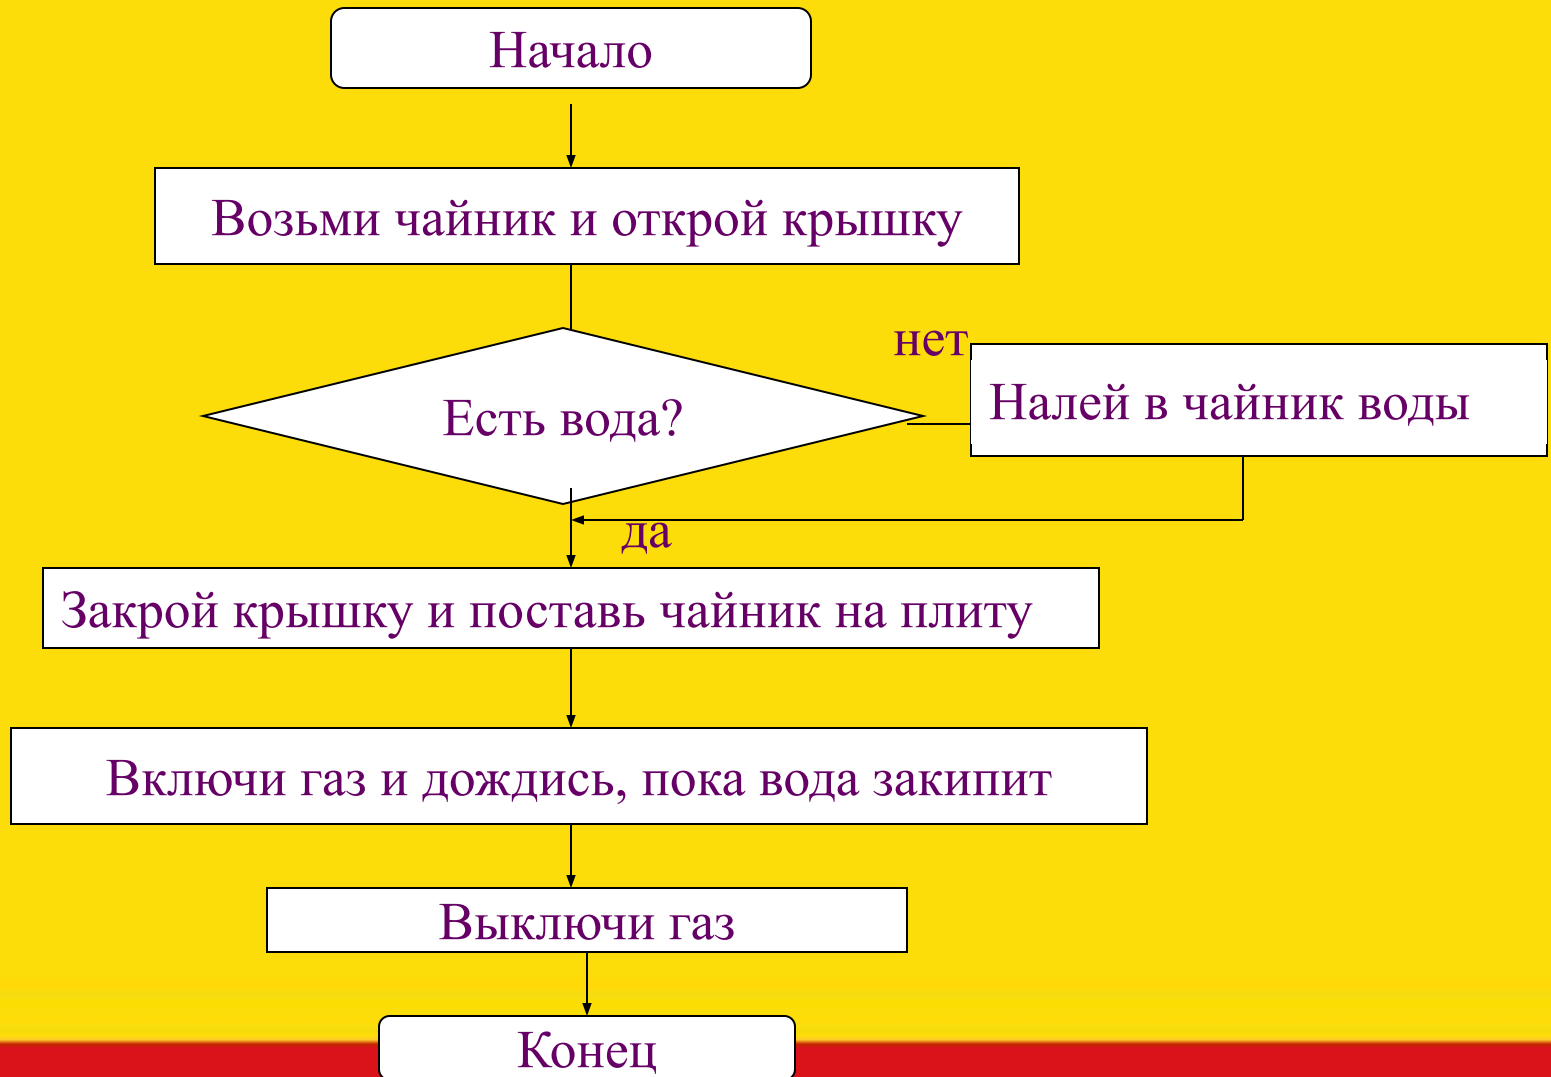 Начало
Возьми чайник и открой крышку
нет
Есть вода?
Налей в чайник воды
да
Закрой крышку и поставь чайник на плиту
Включи газ и дождись, пока вода закипит
Выключи газ
Конец